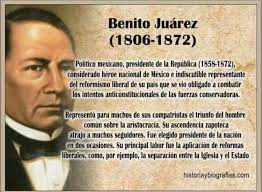 Benito Juárez
(1806-1872)
Político mexicano, presidente de la República (1858-1872),
considerado héroe nacional de México e indiscutible representante
del reformismo liberal de su país que se vio obligado a combatir
los intentos anticonstitucionales de las fuerzas conservadoras.
Representó para muchos de sus compatriotas el triunfo del hombre
común sobre la aristocracia. Su ascendencia zapoteca
atrajo a muchos seguidores. Fue elegido presidente de la nación
en dos ocasiones. Su principal labor fue la aplicación de reformas
liberales, como, por ejemplo, la separación entre la Iglesia y el Estado
historiaybiografias.com